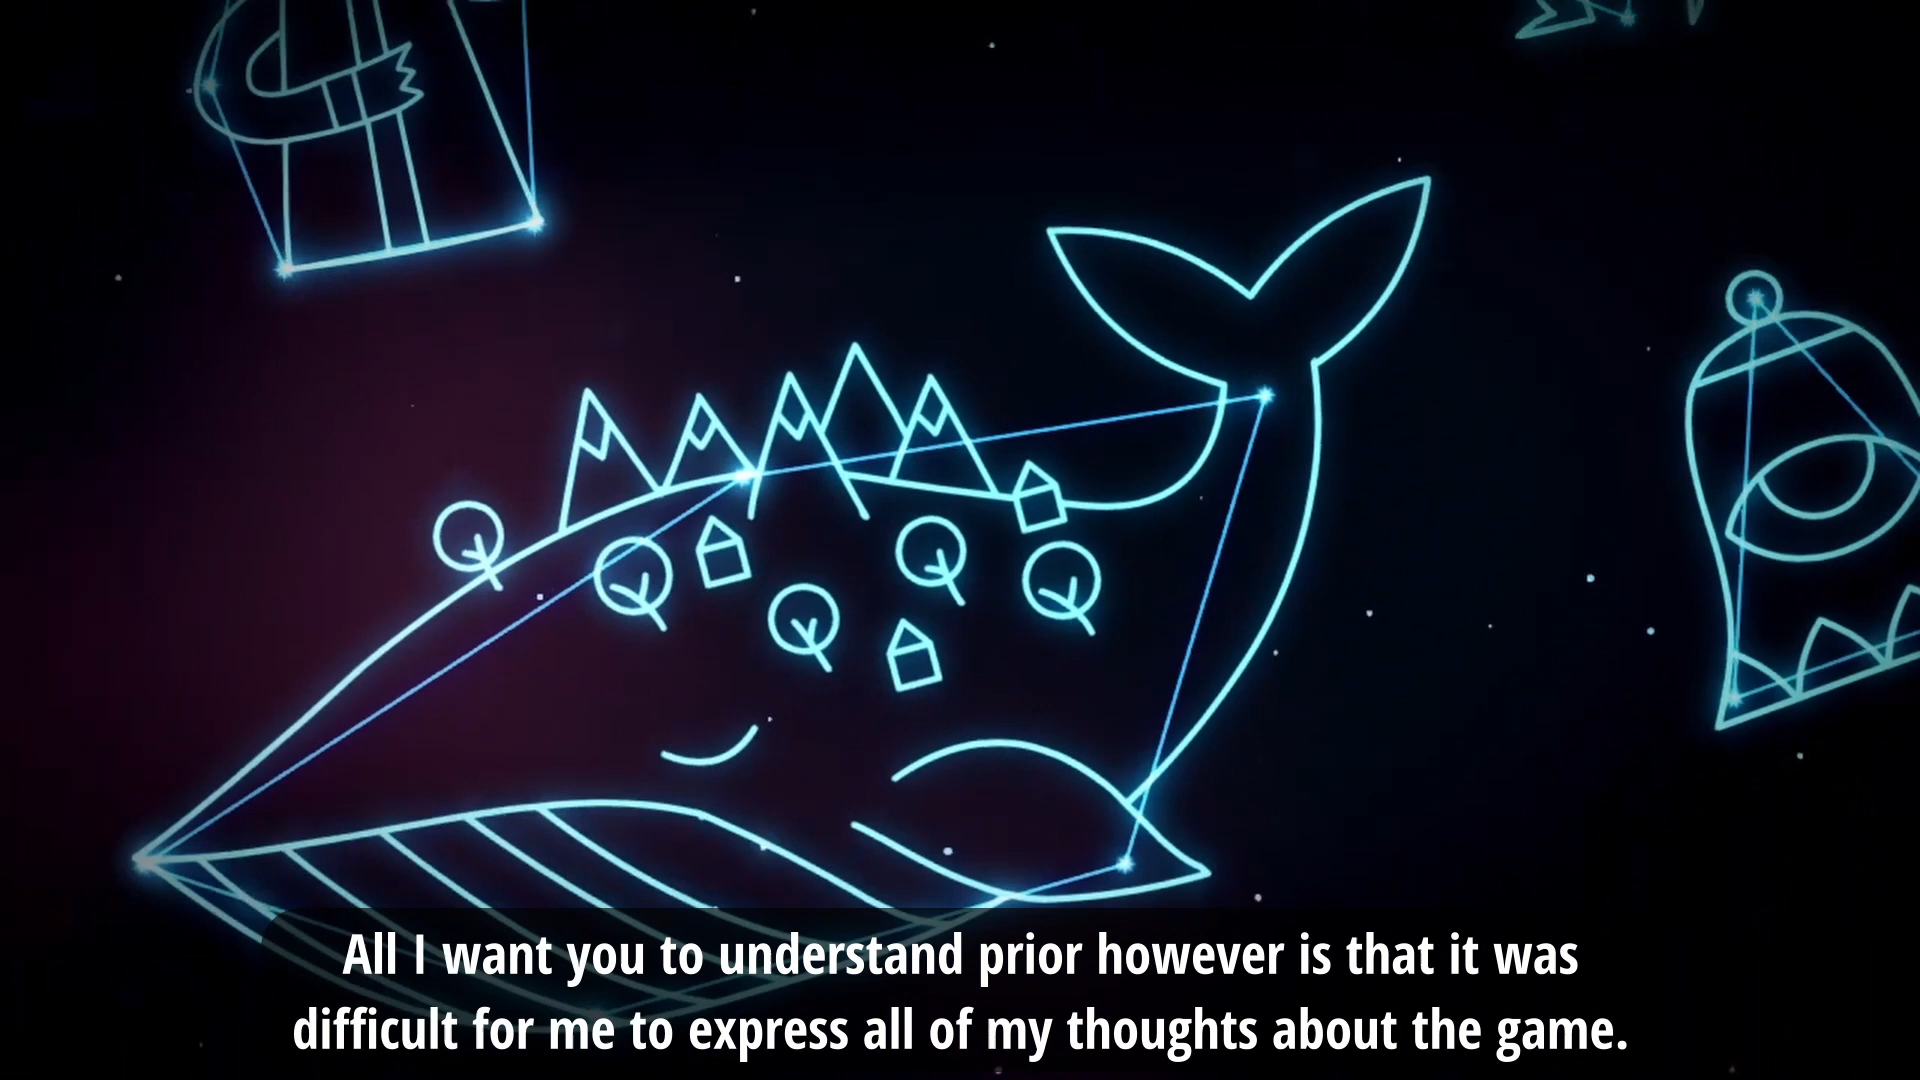 All I want you to understand prior however is that it was
difficult for me to express all of my thoughts about the game.